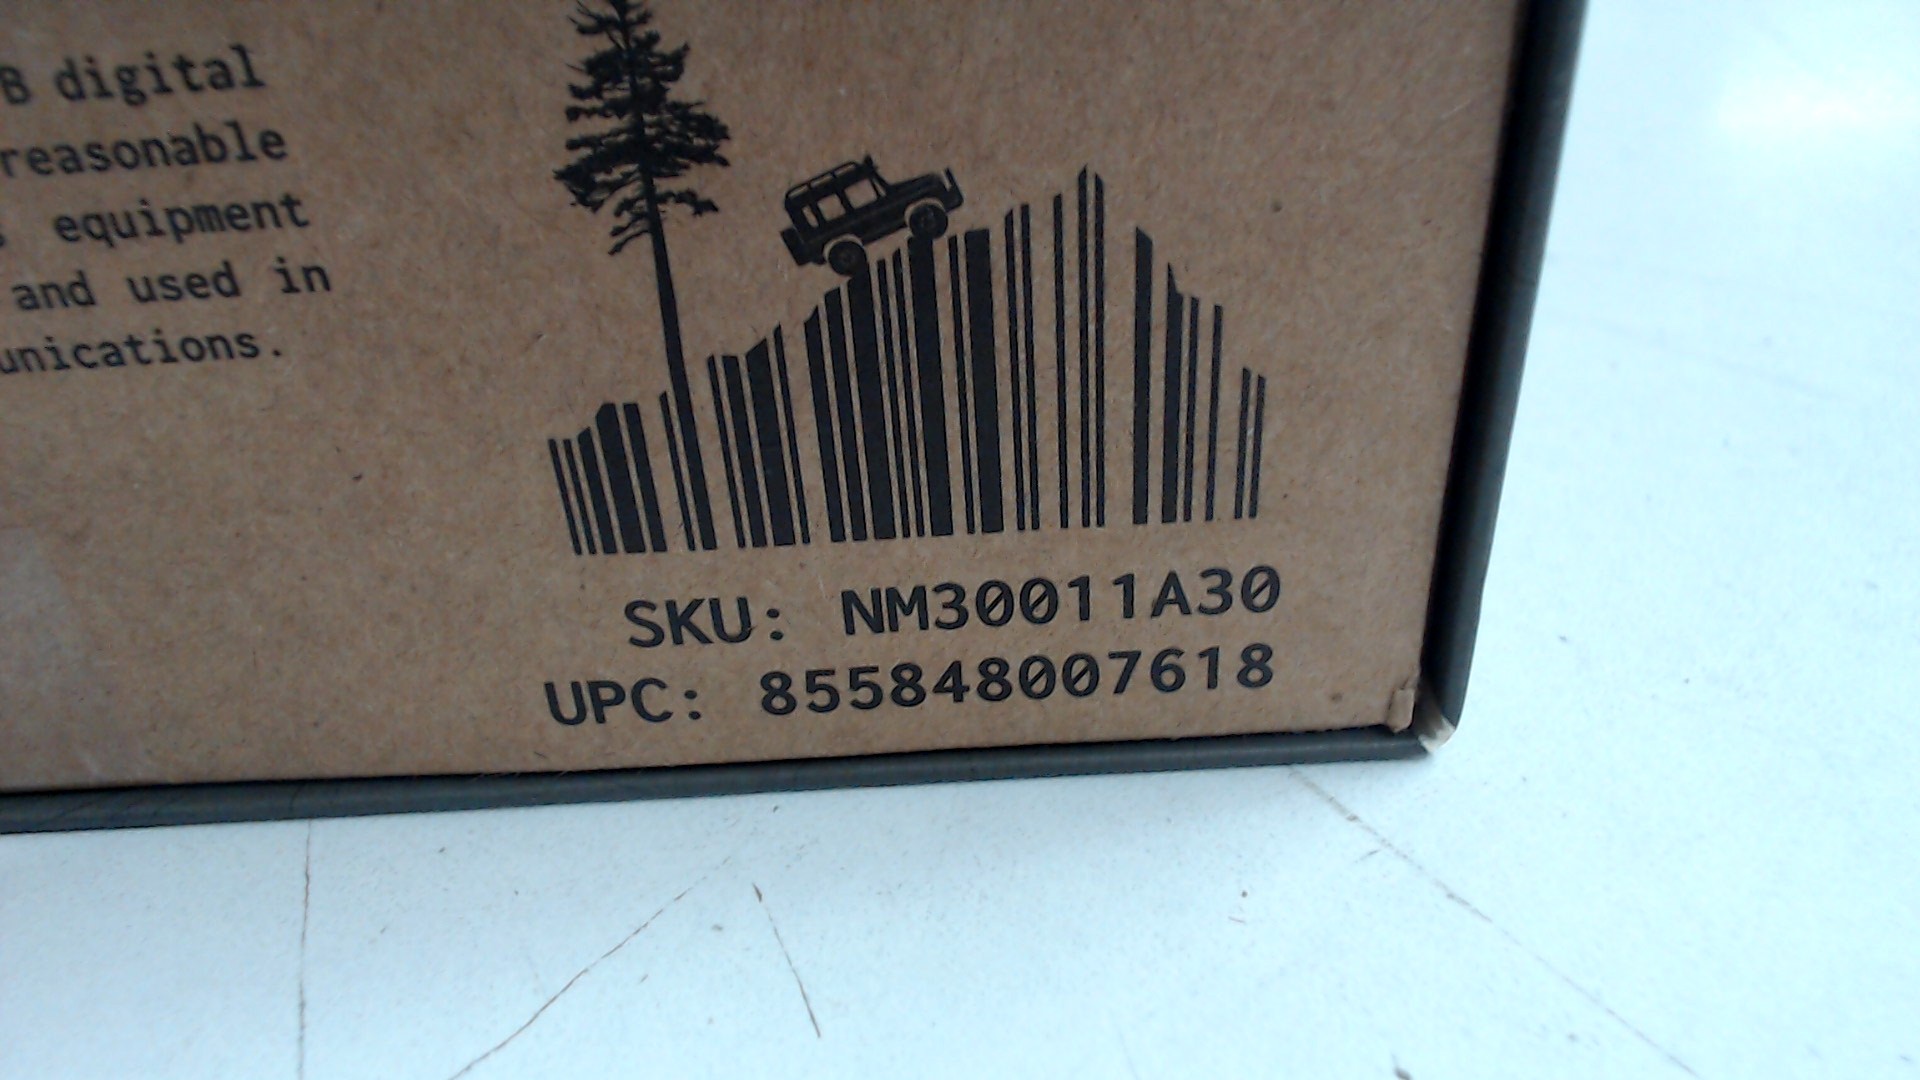 B digital
reasonable
equipment
and used in
unications.
SKU: NM30011A30
UPC: 855848007618